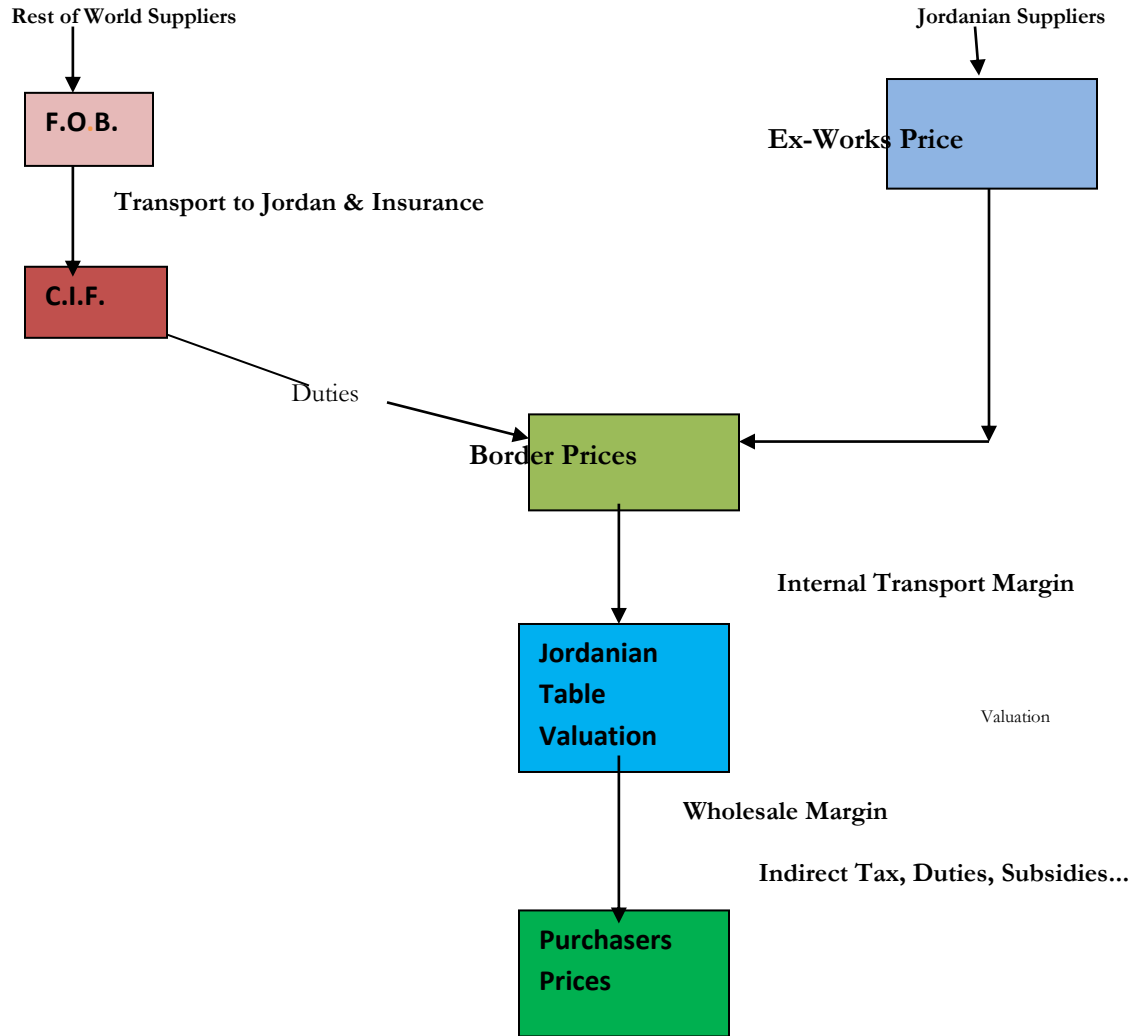 Rest of World Suppliers
Jordanian Suppliers
F.O.B.
Ex-Works Price
Transport to Jordan & Insurance
C.I.F.
Duties
Border Prices
Internal Transport Margin
Jordanian
Table
Valuation
Valuation
Wholesale Margin
Indirect Tax, Duties, Subsidies...
Purchasers
Prices